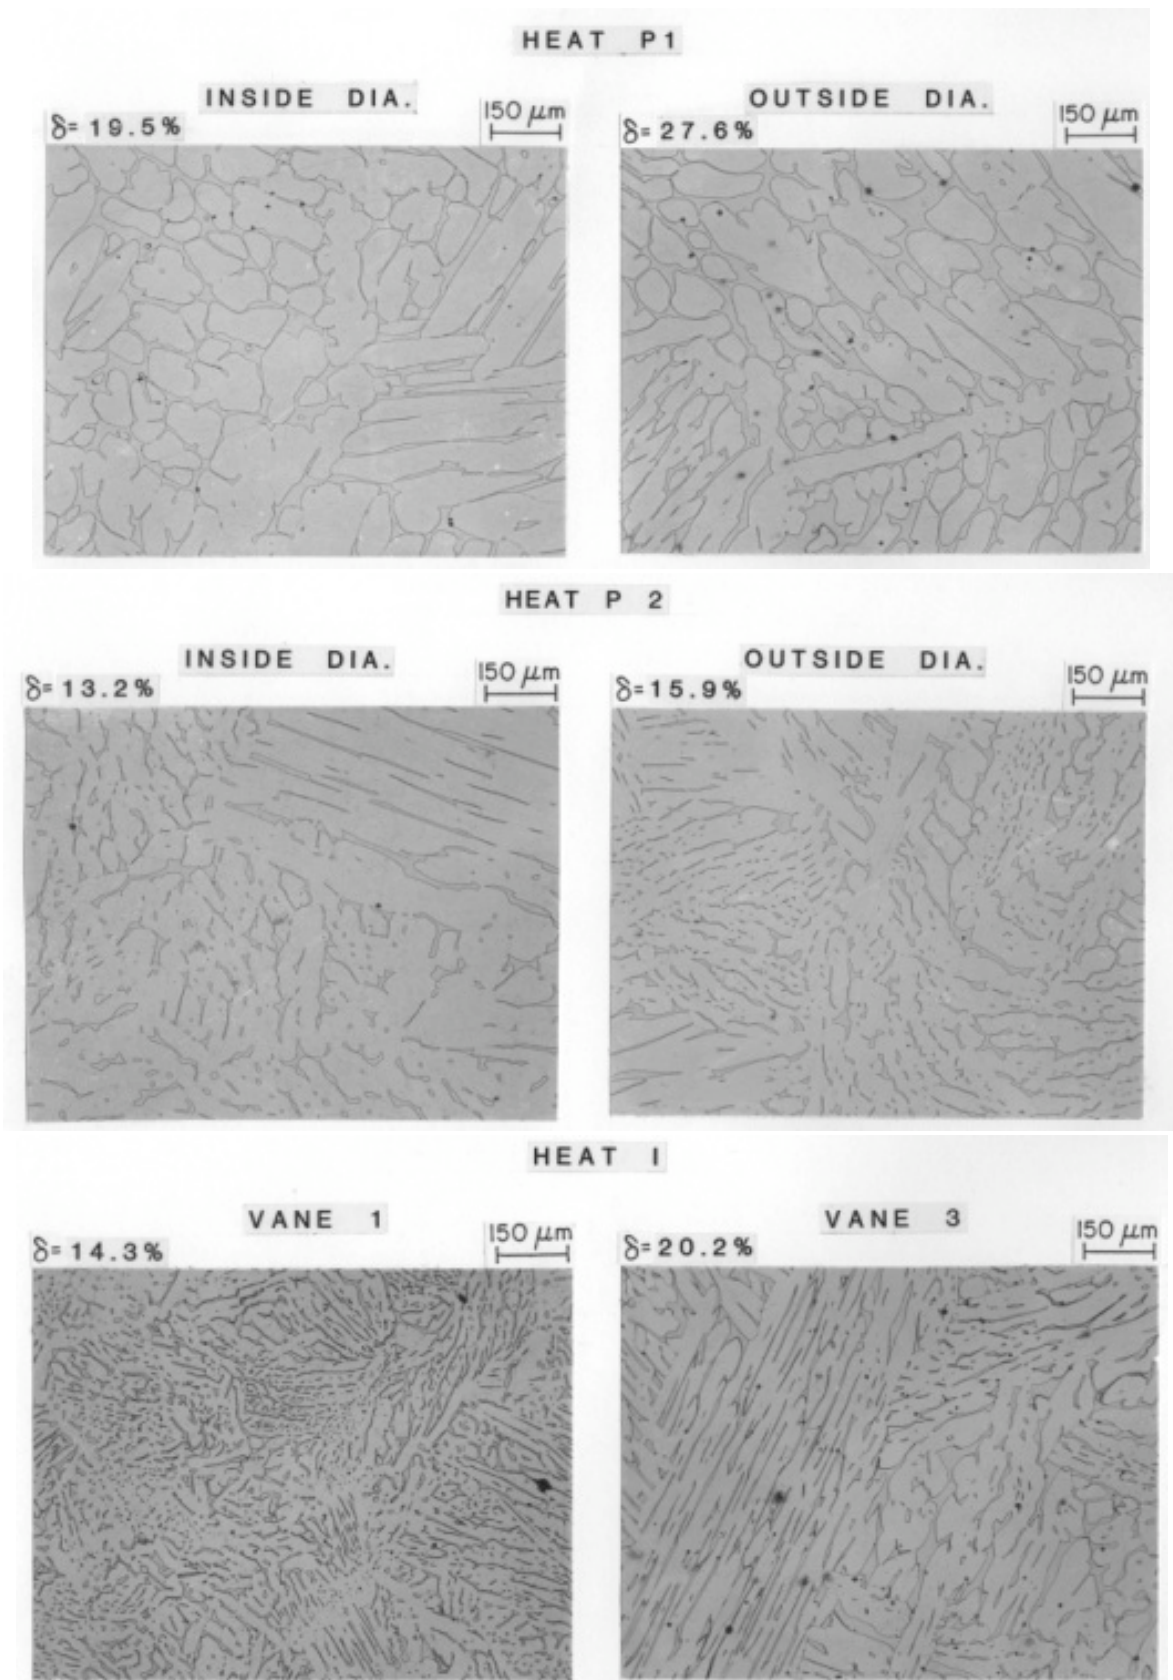 HEAT P1
INSIDE DIA.
OUTSIDE DIA.
δ= 19.5%
150 μm
δ= 27.6%
150 μm
HEAT P 2
INSIDE DIA.
OUTSIDE DIA.
δ= 13.2%
150 μm
δ= 15.9%
150 μm
HEAT I
VANE 1
VANE 3
δ= 14.3%
150 μm
δ= 20.2%
150 μm